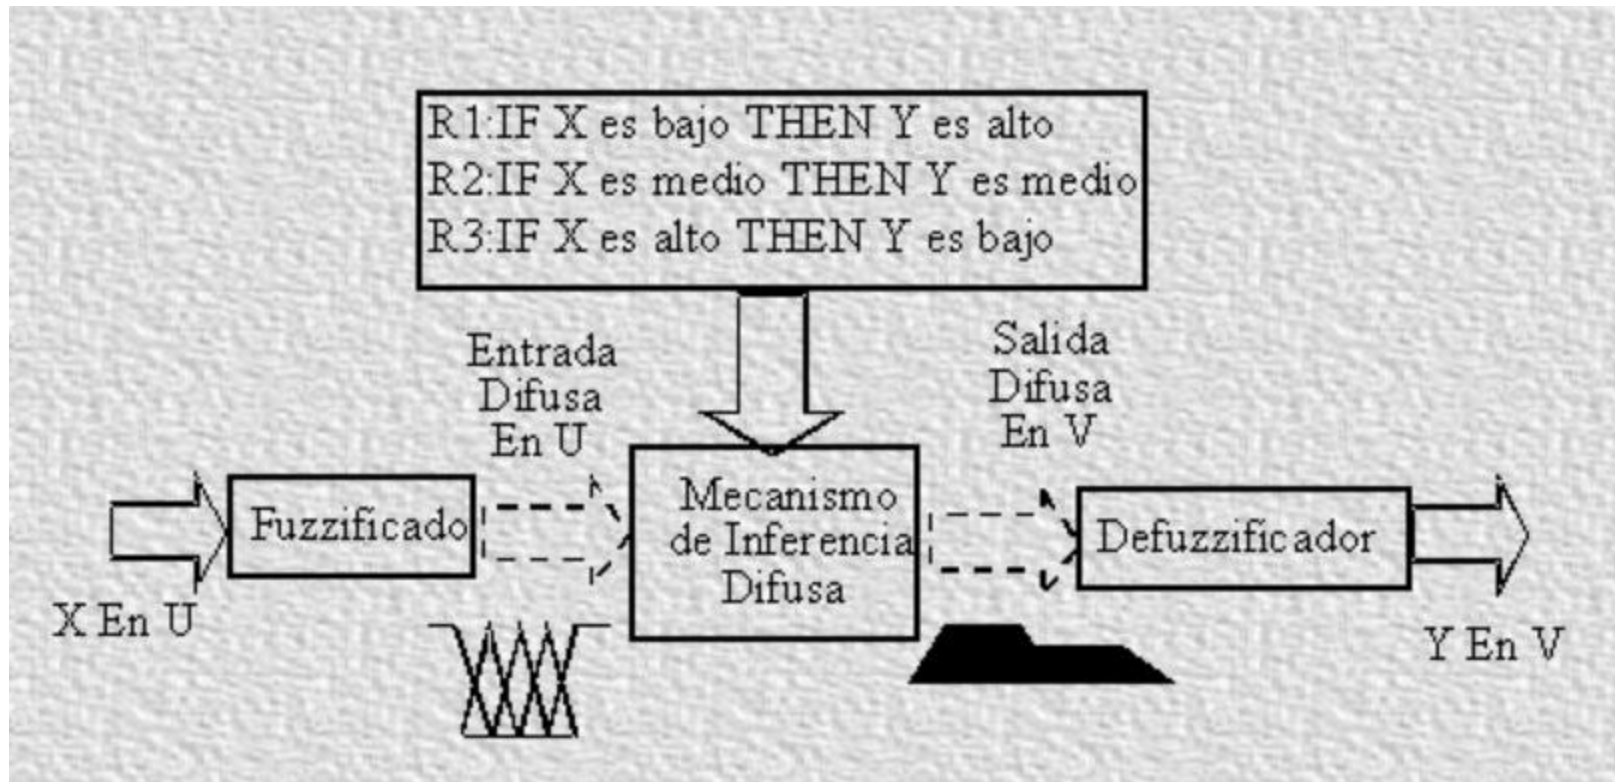 R1:IF X es bajo THEN Y es alto
R2:IF X es medio THEN Y es medio
R3:IF X es alto THEN Y es bajo
Entrada
Difusa
En U
Salida
Difusa
En V
Fuzzificado
Mecanismo
de Inferencia
Difusa
Defuzzificador
X En U
Y En V